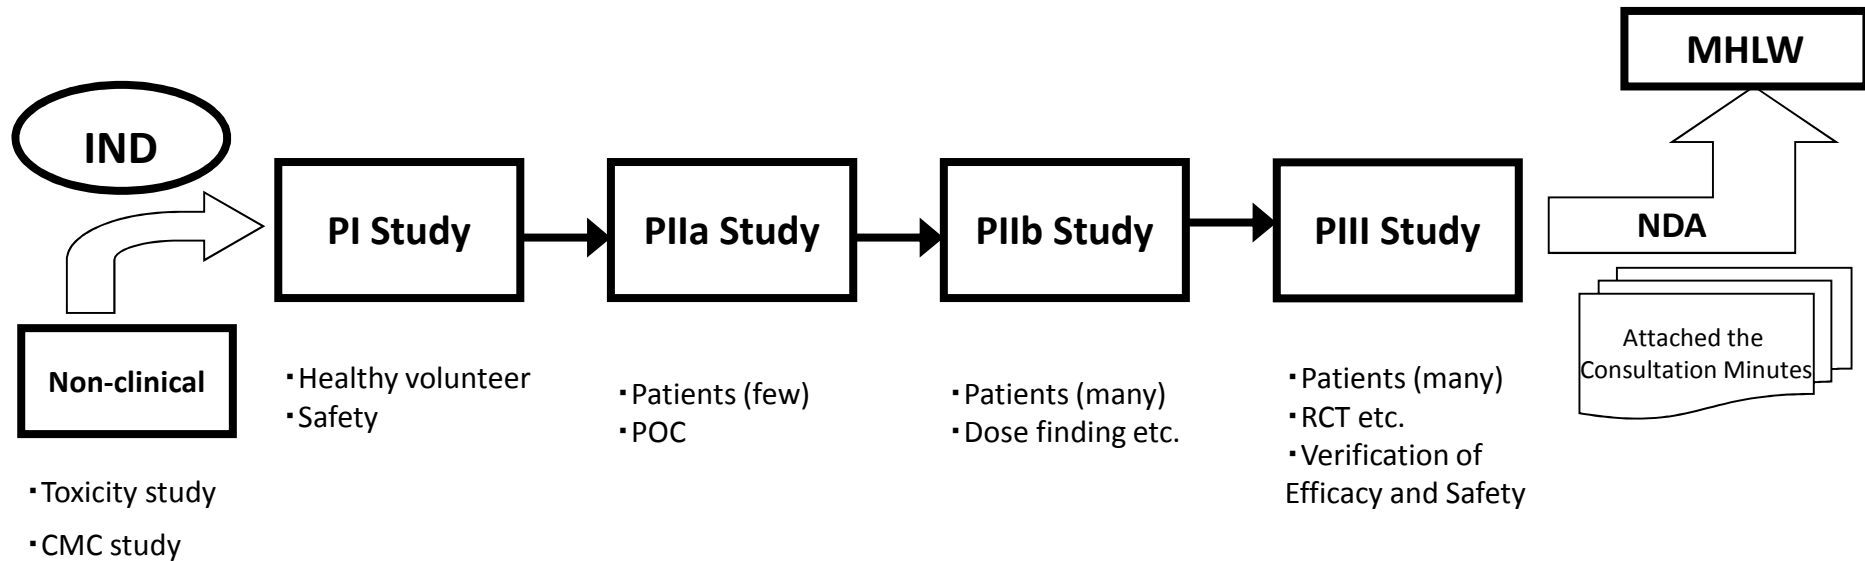 IND
Non-clinical
・Toxicity study
・CMC study
PI Study
・Healthy volunteer
・Safety
PIIa Study
・Patients (few)
・POC
PIIb Study
・Patients (many)
・Dose finding etc.
PIII Study
・Patients (many)
・RCT etc.
・Verification of
Efficacy and Safety
MHLW
NDA
Attached the
Consultation Minutes